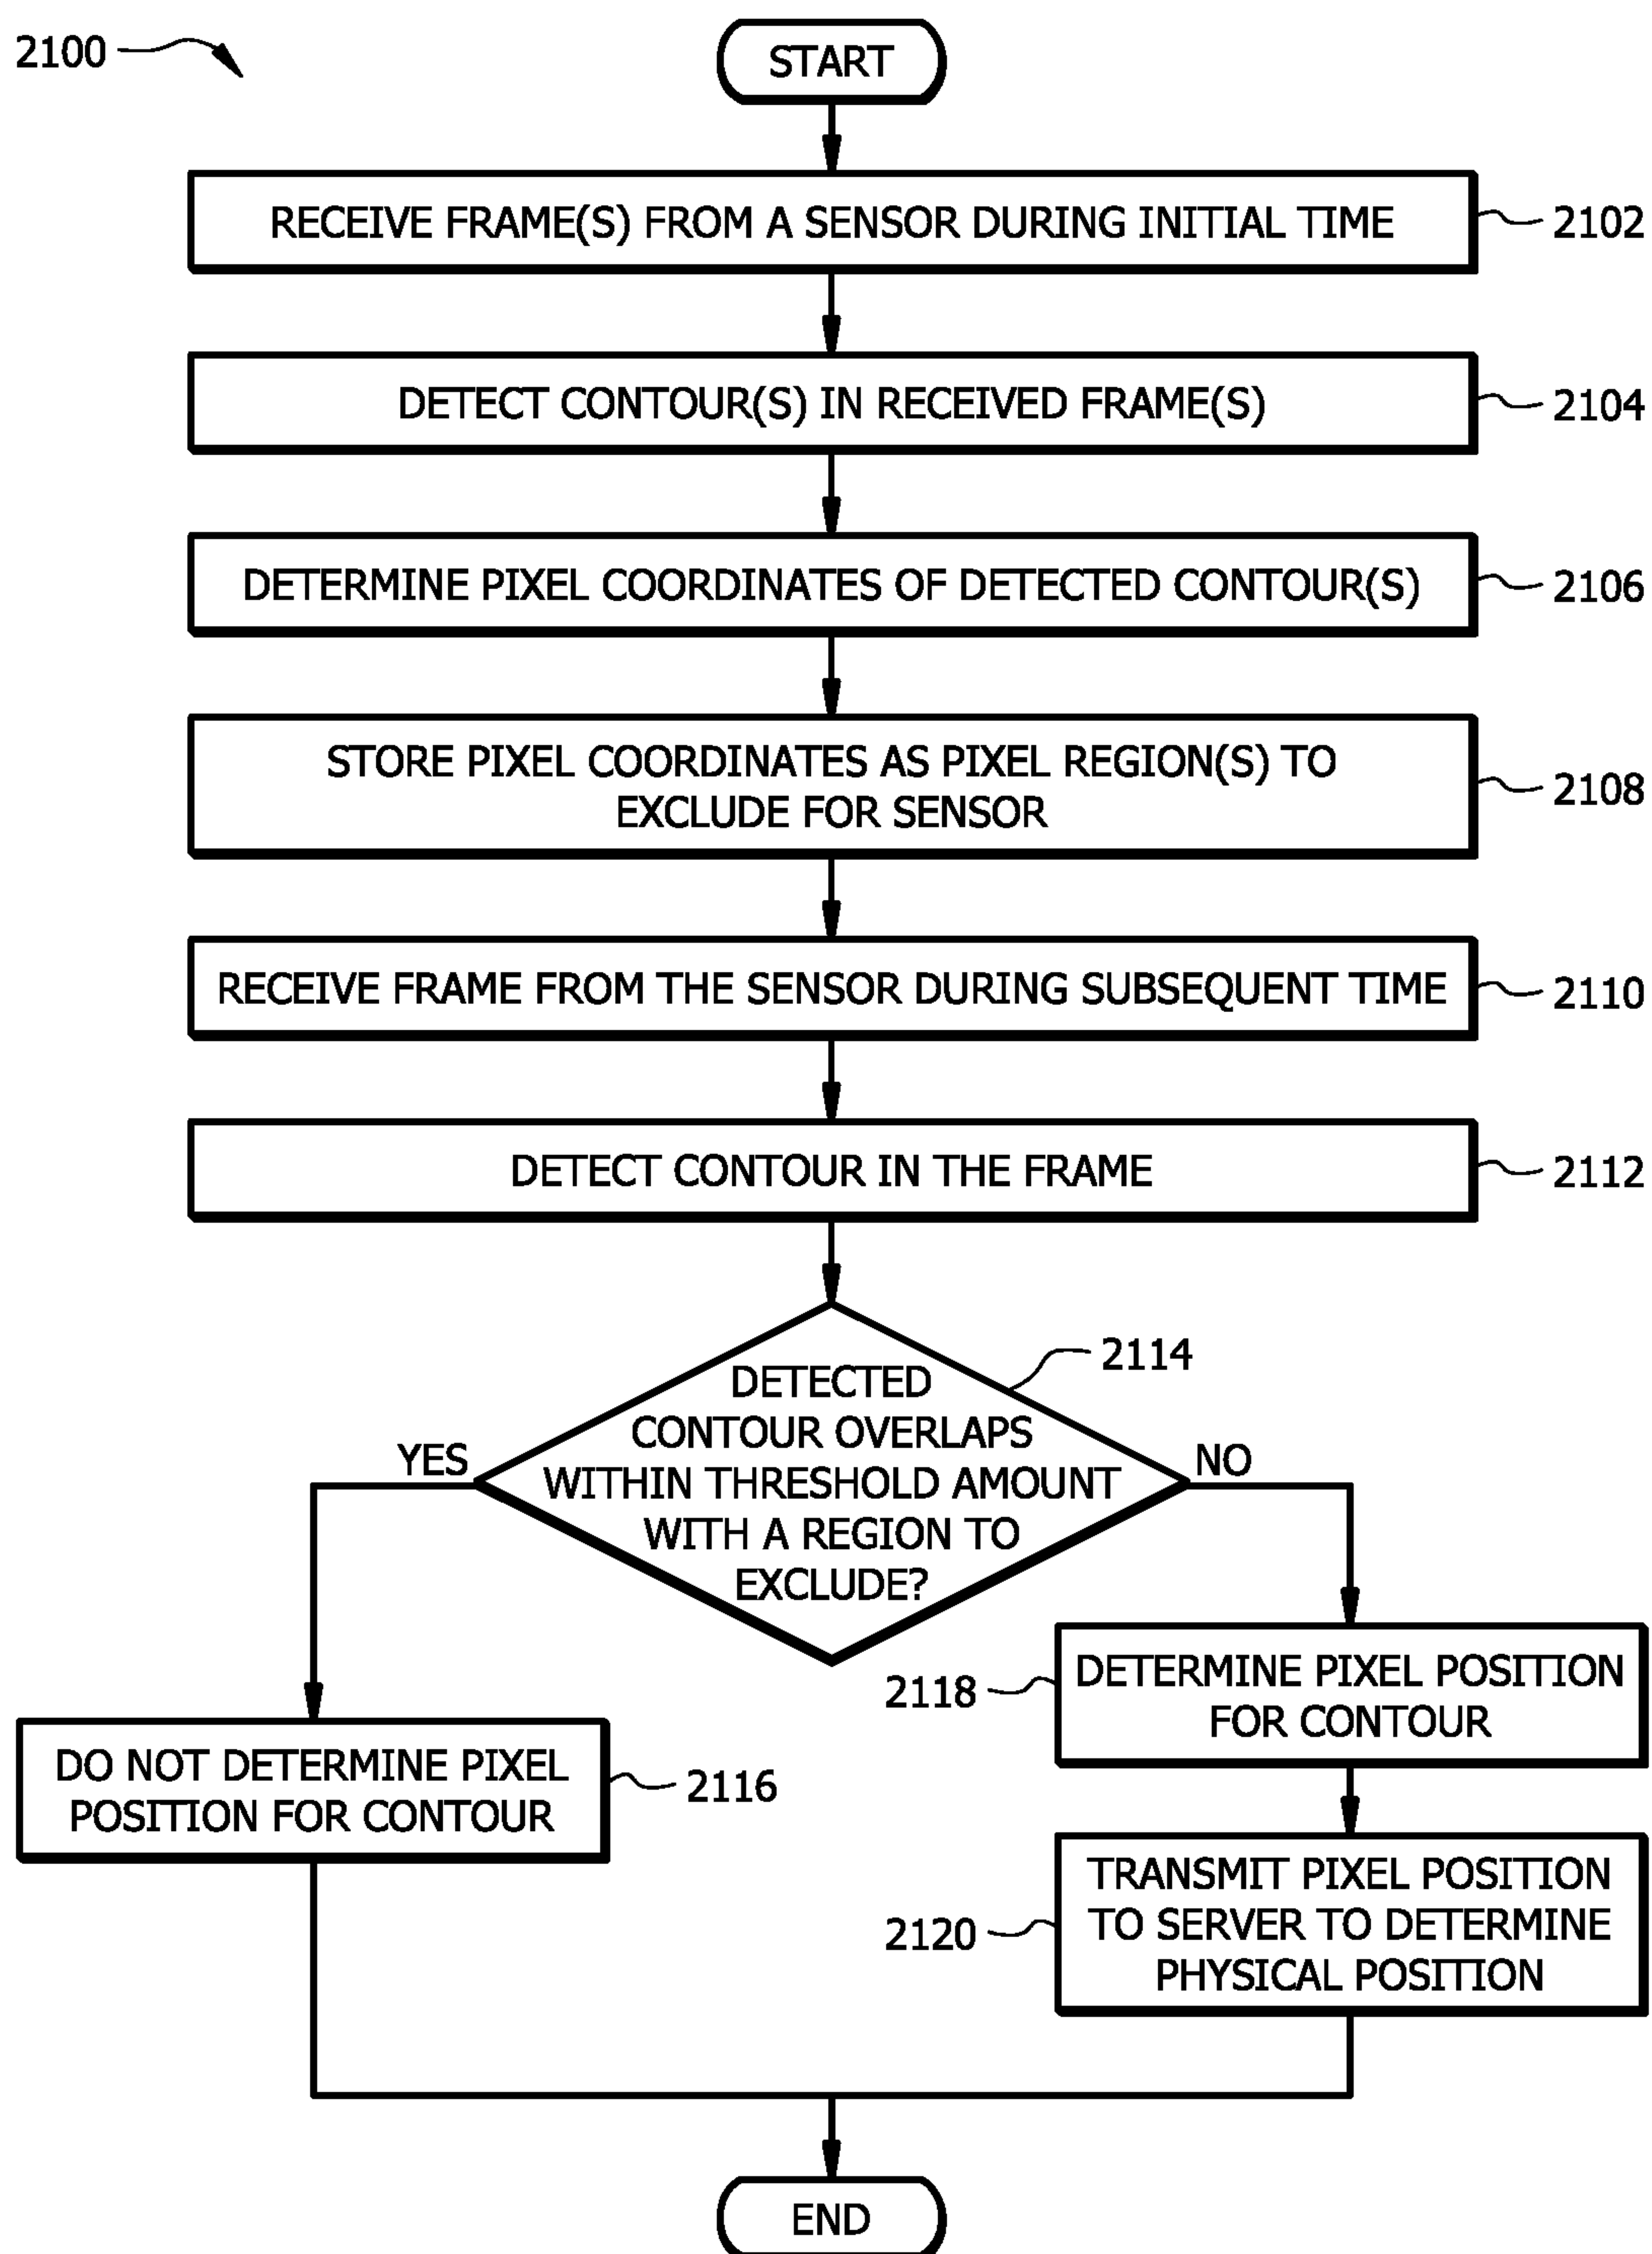 2100
START
RECEIVE FRAME(S) FROM A SENSOR DURING INITIAL TIME
2102
DETECT CONTOUR(S) IN RECEIVED FRAME(S)
2104
DETERMINE PIXEL COORDINATES OF DETECTED CONTOUR(S)
2106
STORE PIXEL COORDINATES AS PIXEL REGION(S) TO
EXCLUDE FOR SENSOR
2108
RECEIVE FRAME FROM THE SENSOR DURING SUBSEQUENT TIME
2110
DETECT CONTOUR IN THE FRAME
2112
DETECTED
CONTOUR OVERLAPS
WITHIN THRESHOLD AMOUNT
WITH A REGION TO
EXCLUDE?
2114
YES
NO
DO NOT DETERMINE PIXEL
POSITION FOR CONTOUR
2116
DETERMINE PIXEL POSITION
FOR CONTOUR
2118
TRANSMIT PIXEL POSITION
TO SERVER TO DETERMINE
PHYSICAL POSITION
2120
END